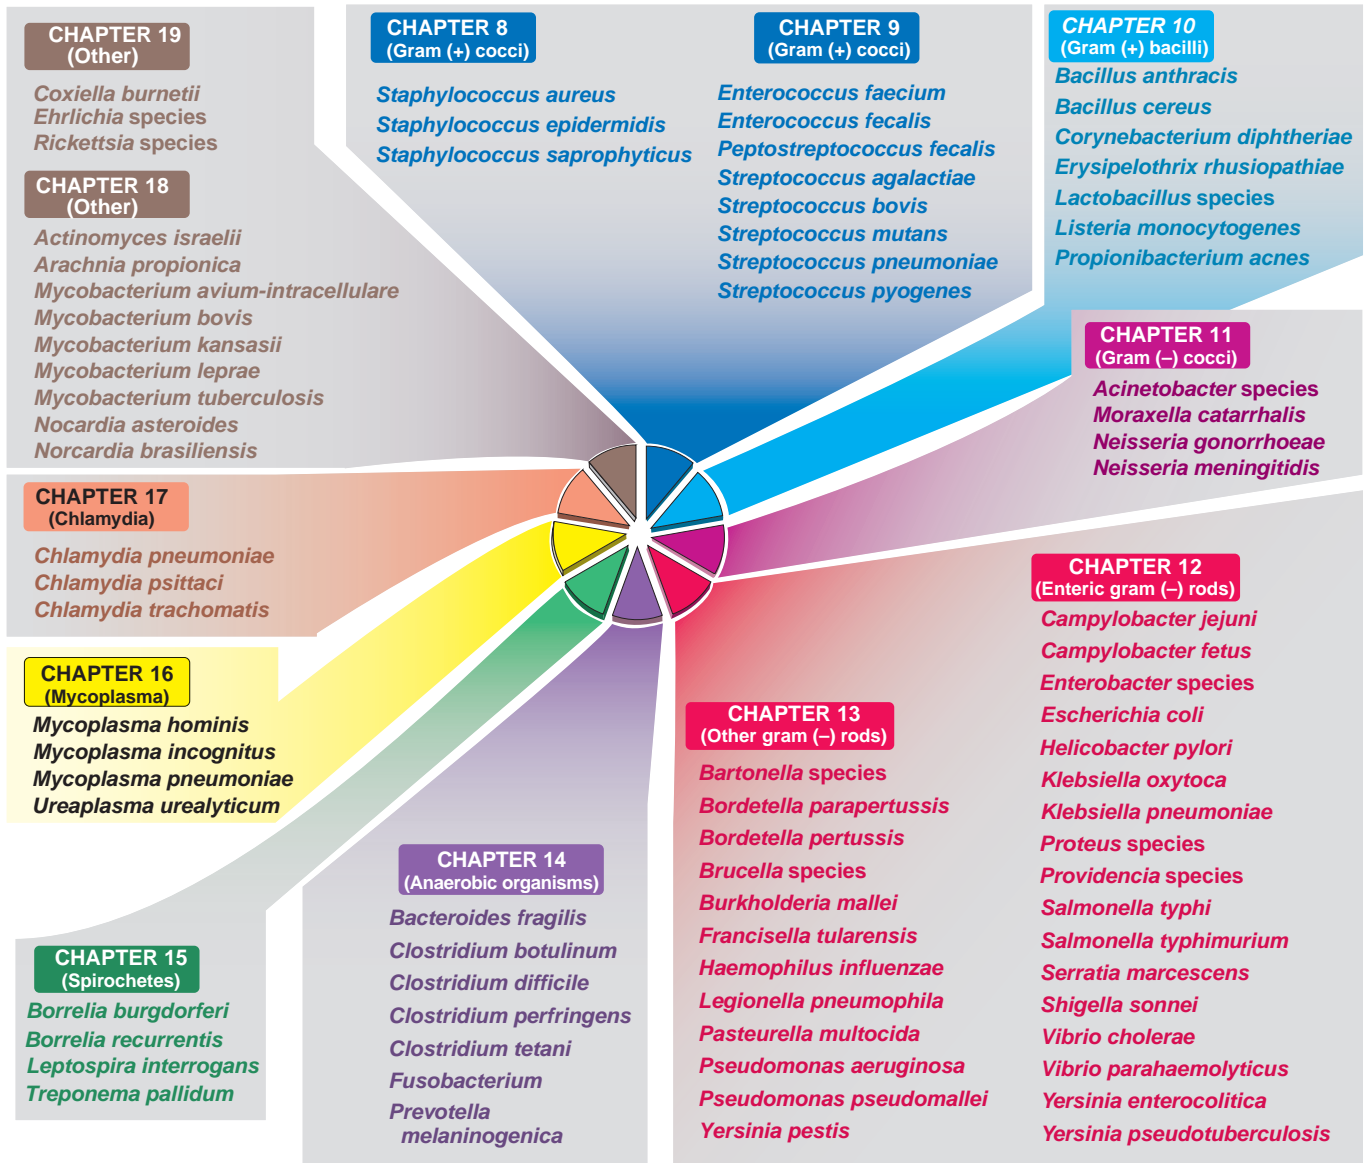 CHAPTER 19
(Other)
Coxiella burnetii
Ehrlichia species
Rickettsia species
CHAPTER 18
(Other)
Actinomyces israelii
Arachnia propionica
Mycobacterium avium-intracellulare
Mycobacterium bovis
Mycobacterium kansasii
Mycobacterium leprae
Mycobacterium tuberculosis
Nocardia asteroides
Norcardia brasiliensis
CHAPTER 17
(Chlamydia)
Chlamydia pneumoniae
Chlamydia psittaci
Chlamydia trachomatis
CHAPTER 16
(Mycoplasma)
Mycoplasma hominis
Mycoplasma incognitus
Mycoplasma pneumoniae
Ureaplasma urealyticum
CHAPTER 15
(Spirochetes)
Borrelia burgdorferi
Borrelia recurrentis
Leptospira interrogans
Treponema pallidum
CHAPTER 8
(Gram (+) cocci)
Staphylococcus aureus
Staphylococcus epidermidis
Staphylococcus saprophyticus
CHAPTER 9
(Gram (+) cocci)
Enterococcus faecium
Enterococcus fecalis
Peptostreptococcus fecalis
Streptococcus agalactiae
Streptococcus bovis
Streptococcus mutans
Streptococcus pneumoniae
Streptococcus pyogenes
CHAPTER 10
(Gram (+) bacilli)
Bacillus anthracis
Bacillus cereus
Corynebacterium diphtheriae
Erysipelothrix rhusiopathiae
Lactobacillus species
Listeria monocytogenes
Propionibacterium acnes
CHAPTER 11
(Gram (–) cocci)
Acinetobacter species
Moraxella catarrhalis
Neisseria gonorrhoeae
Neisseria meningitidis
CHAPTER 12
(Enteric gram (–) rods)
Campylobacter jejuni
Campylobacter fetus
Enterobacter species
Escherichia coli
Helicobacter pylori
Klebsiella oxytoca
Klebsiella pneumoniae
Proteus species
Providencia species
Salmonella typhi
Salmonella typhimurium
Serratia marcescens
Shigella sonnei
Vibrio cholerae
Vibrio parahaemolyticus
Yersinia enterocolitica
Yersinia pseudotuberculosis
CHAPTER 13
(Other gram (–) rods)
Bartonella species
Bordetella parapertussis
Bordetella pertussis
Brucella species
Burkholderia mallei
Francisella tularensis
Haemophilus influenzae
Legionella pneumophila
Pasteurella multocida
Pseudomonas aeruginosa
Pseudomonas pseudomallei
Yersinia pestis
CHAPTER 14
(Anaerobic organisms)
Bacteroides fragilis
Clostridium botulinum
Clostridium difficile
Clostridium perfringens
Clostridium tetani
Fusobacterium
Prevotella
melaninogenica